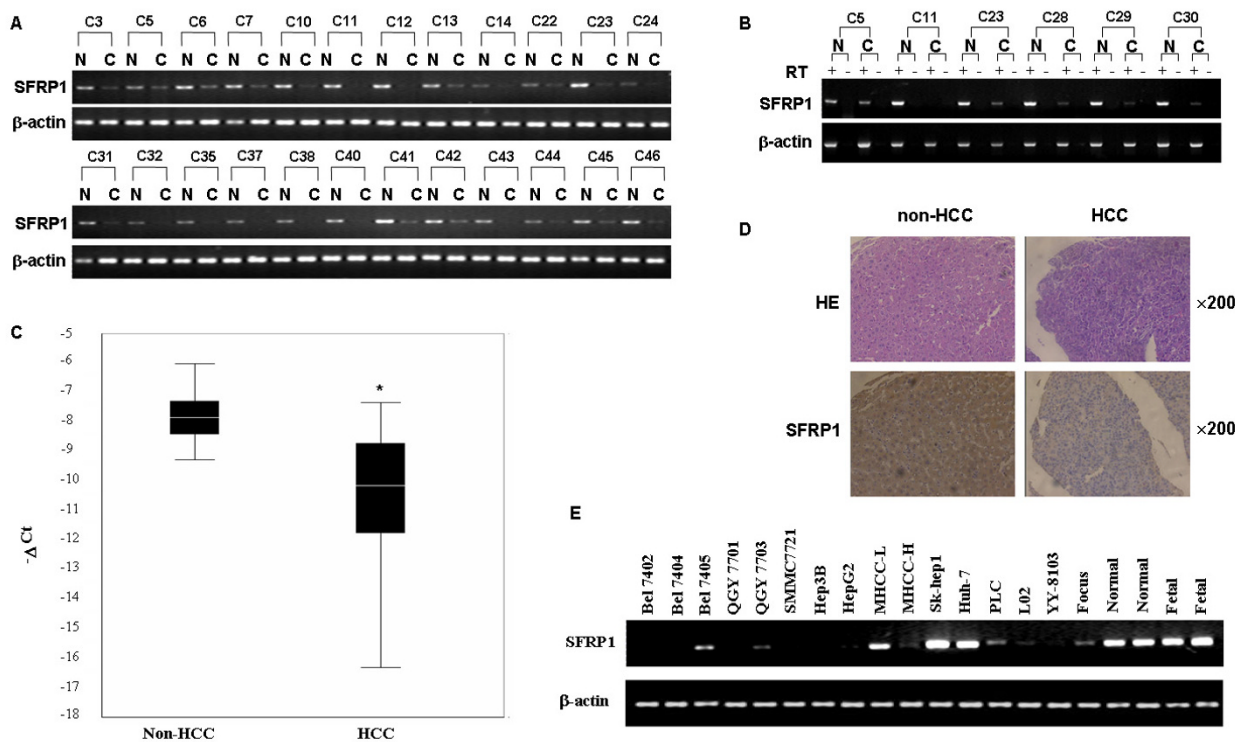 A
C3 C5 C6 C7 C10 C11 C12 C13 C14 C22 C23 C24
N C N C N C N C N C N C N C N C N C N C N C N C
SFRP1
β-actin
C31 C32 C35 C37 C38 C40 C41 C42 C43 C44 C45 C46
N C N C N C N C N C N C N C N C N C N C N C N C
SFRP1
β-actin
B
C5 C11 C23 C28 C29 C30
N C N C N C N C N C N C
RT + - + - + - + - + - + - + - + - + - + - + - + -
SFRP1
β-actin
C
-ΔCt
-5
-6
-7
-8
-9
-10
-11
-12
-13
-14
-15
-16
-17
-18
*
Non-HCC HCC
D
non-HCC HCC
HE ×200
SFRP1 ×200
E
Bel 7402
Bel 7404
Bel 7405
QGY 7701
QGY 7703
SMMC7721
Hep3B
HepG2
MHCC-L
MHCC-H
Sk-hep1
Huh-7
PLC
L02
YY-8103
Focus
Normal
Normal
Fetal
Fetal
SFRP1
β-actin